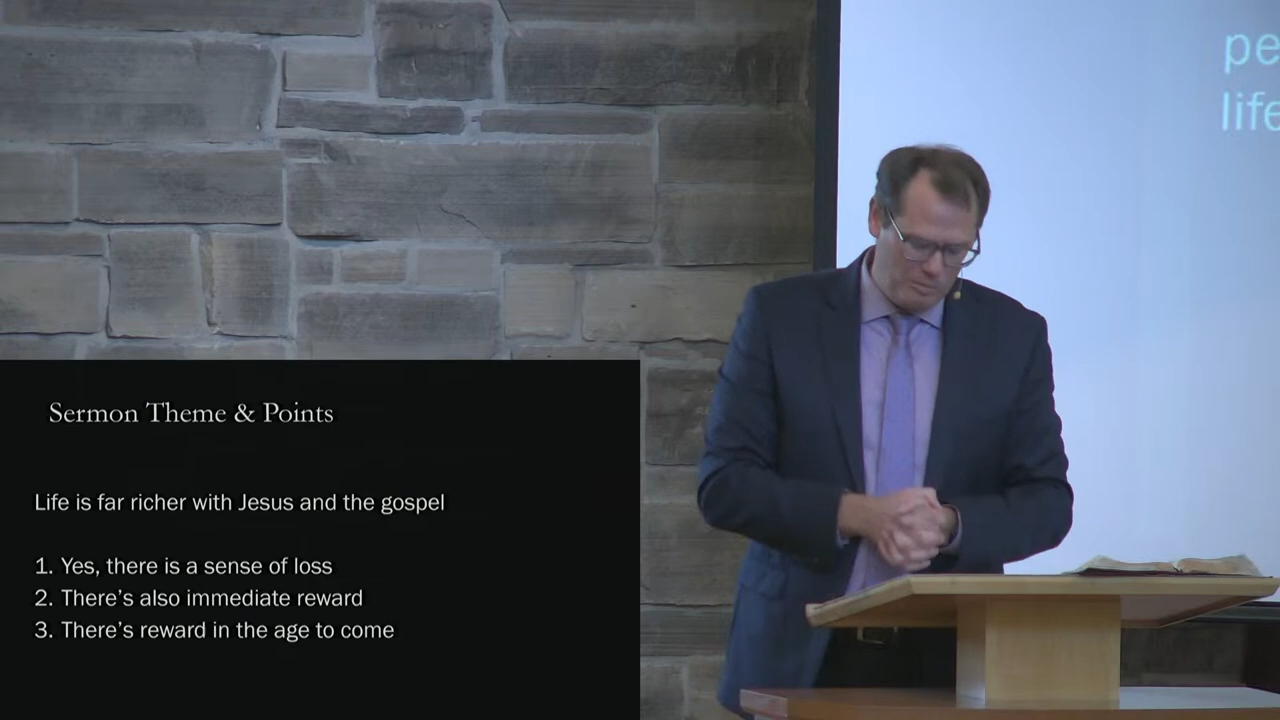 Sermon Theme & Points
Life is far richer with Jesus and the gospel
1. Yes, there is a sense of loss
2. There's also immediate reward
3. There's reward in the age to come